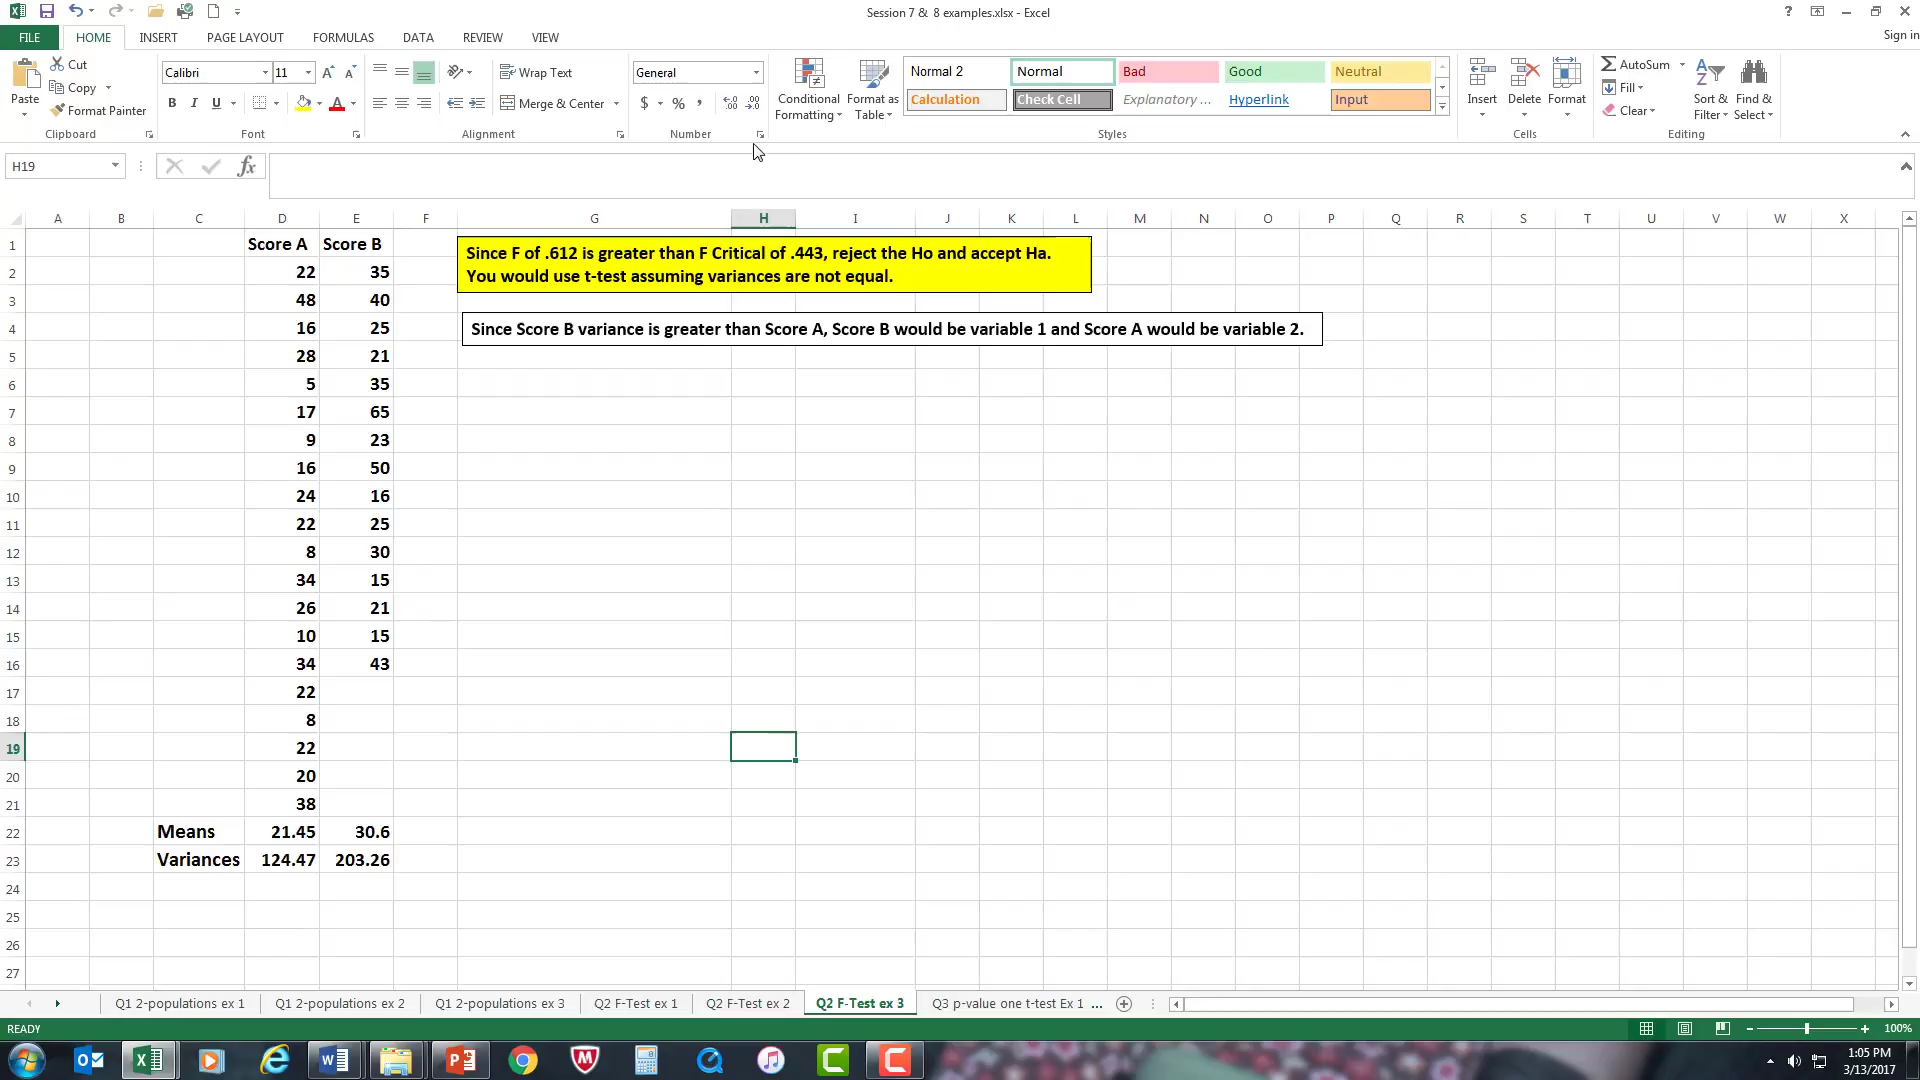 Session 7 & 8 examples.xlsx - Excel
Sign in
FILE HOME INSERT PAGE LAYOUT FORMULAS DATA REVIEW VIEW
Paste
Cut
Copy
Format Painter
Calibri 11
B I U
Wrap Text
Merge & Center
General
$ % ,
Conditional Formatting
Format as Table
Normal 2 Normal Bad Good Neutral
Calculation Check Cell Explanatory ... Hyperlink Input
Insert Delete Format
AutoSum
Fill
Clear
Sort & Filter
Find & Select
Clipboard Font Alignment Number Styles Cells Editing
H19 fx
A B C D E F G H I J K L M N O P Q R S T U V W X
1 Score A Score B
Since F of .612 is greater than F Critical of .443, reject the Ho and accept Ha.
You would use t-test assuming variances are not equal.
Since Score B variance is greater than Score A, Score B would be variable 1 and Score A would be variable 2.
2 22 35
3 48 40
4 16 25
5 28 21
6 5 35
7 17 65
8 9 23
9 16 50
10 24 16
11 22 25
12 8 30
13 34 15
14 26 21
15 10 15
16 34 43
17 22
18 8
19 22
20 20
21 38
22 Means 21.45 30.6
23 Variances 124.47 203.26
24
25
26
27
Q1 2-populations ex 1 Q1 2-populations ex 2 Q1 2-populations ex 3 Q2 F-Test ex 1 Q2 F-Test ex 2 Q2 F-Test ex 3 Q3 p-value one t-test Ex 1 ...
READY
100%
1:05 PM
3/13/2017